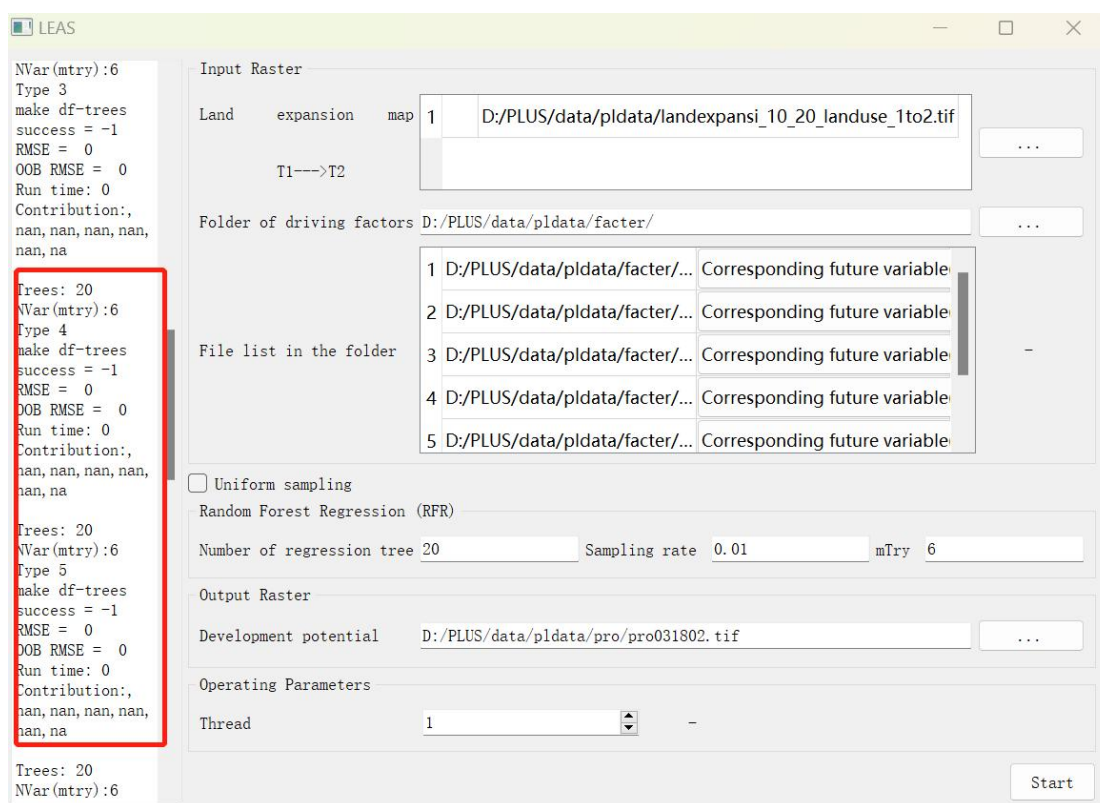 LEAS
NVar(mtry):6
Type 3
make df-trees
success = -1
RMSE =  0
OOB RMSE =  0
Run time: 0
Contribution:,
nan, nan, nan, nan,
nan, na
Trees: 20
NVar(mtry):6
Type 4
make df-trees
success = -1
RMSE =  0
OOB RMSE =  0
Run time: 0
Contribution:,
nan, nan, nan, nan,
nan, na
Trees: 20
NVar(mtry):6
Type 5
make df-trees
success = -1
RMSE =  0
OOB RMSE =  0
Run time: 0
Contribution:,
nan, nan, nan, nan,
nan, na
Trees: 20
NVar(mtry):6
Input Raster
Land expansion map
T1--->T2
1 D:/PLUS/data/pldata/landexpansi_10_20_landuse_1to2.tif
...
Folder of driving factors D:/PLUS/data/pldata/facter/
...
File list in the folder
1 D:/PLUS/data/pldata/facter/... Corresponding future variable
2 D:/PLUS/data/pldata/facter/... Corresponding future variable
3 D:/PLUS/data/pldata/facter/... Corresponding future variable
4 D:/PLUS/data/pldata/facter/... Corresponding future variable
5 D:/PLUS/data/pldata/facter/... Corresponding future variable
-
Uniform sampling
Random Forest Regression (RFR)
Number of regression tree 20 Sampling rate 0.01 mTry 6
Output Raster
Development potential D:/PLUS/data/pldata/pro/pro031802.tif
...
Operating Parameters
Thread 1 -
Start